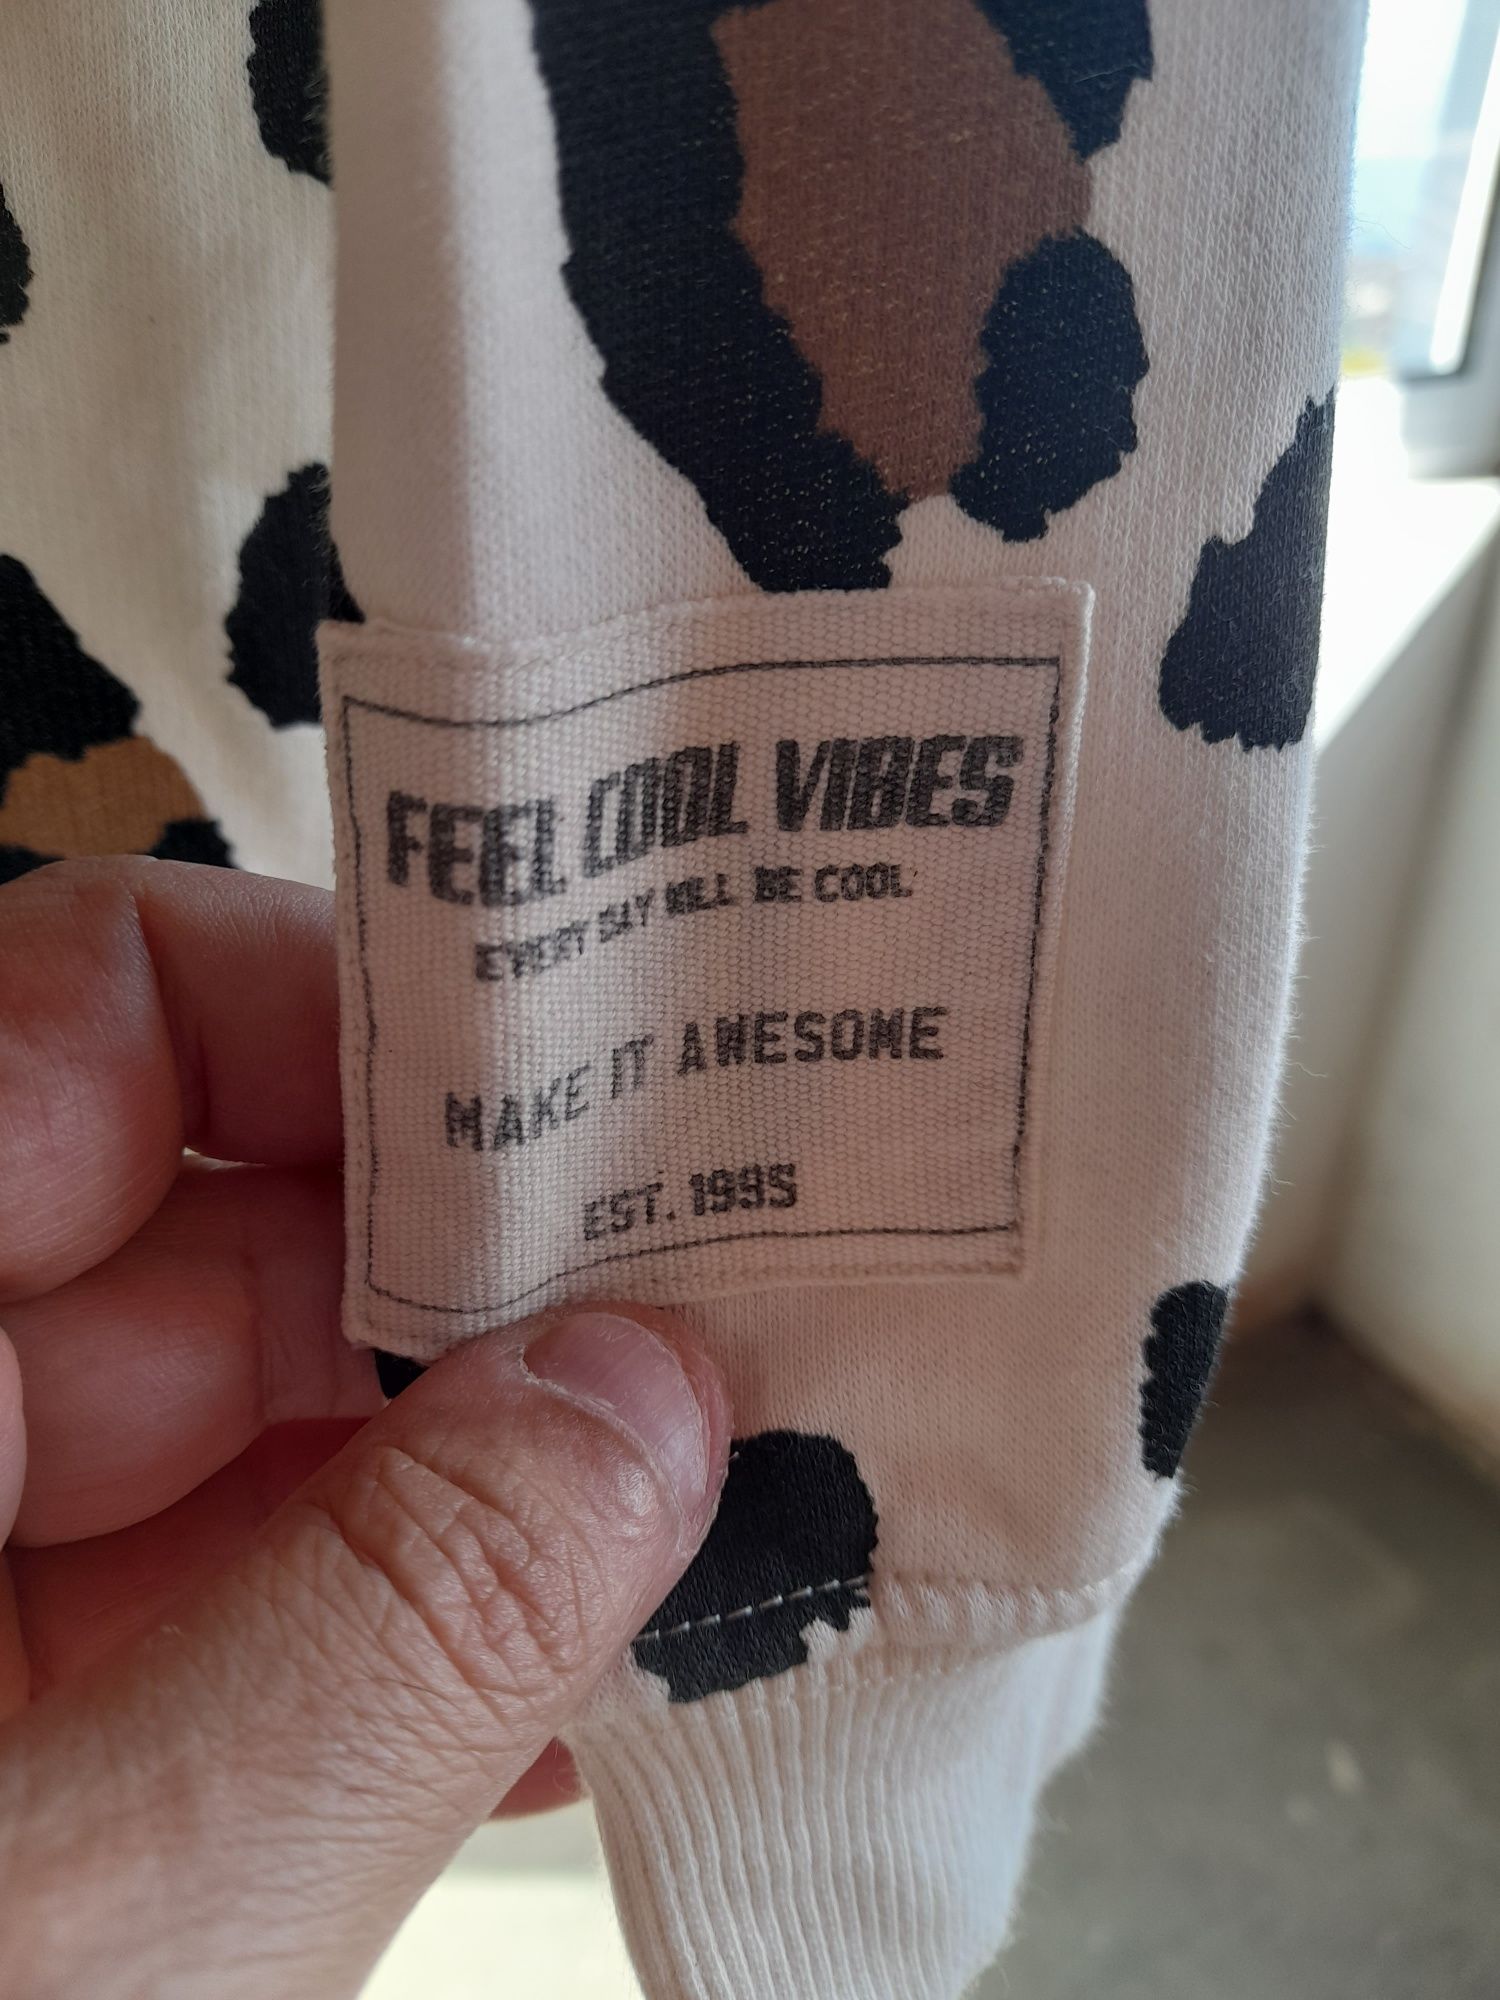 FEEL COOL VIBES
EVERY DAY WILL BE COOL
MAKE IT AWESOME
EST. 1995